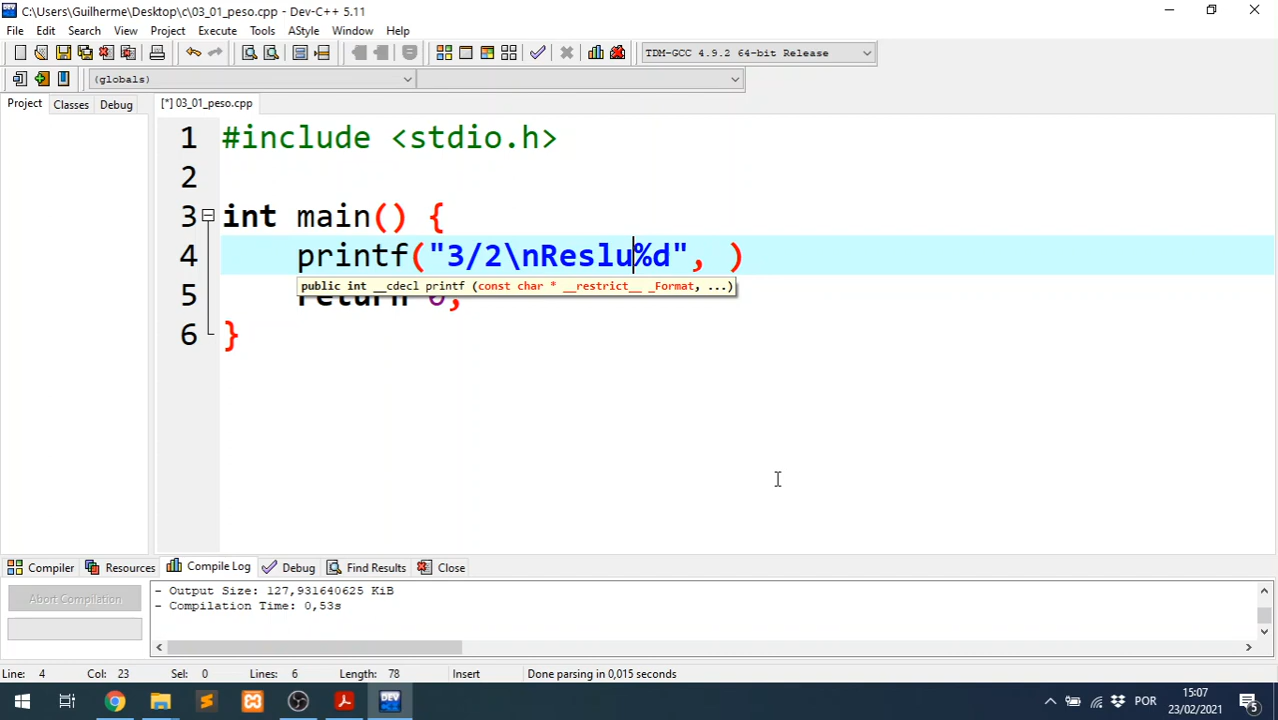 C:\Users\Guilherme\Desktop\c\03_01_peso.cpp - Dev-C++ 5.11
File Edit Search View Project Execute Tools AStyle Window Help
TDM-GCC 4.9.2 64-bit Release
(globals)
Project Classes Debug [*] 03_01_peso.cpp
1 #include <stdio.h>
2
3 int main() {
4 printf("3/2\nReslu%d", )
public int __cdecl printf (const char * __restrict__ _Format, ...)
5 return 0;
6 }
Compiler Resources Compile Log Debug Find Results Close
Abort Compilation
- Output Size: 127,931640625 KiB
- Compilation Time: 0,53s
Line: 4 Col: 23 Sel: 0 Lines: 6 Length: 78 Insert Done parsing in 0,015 seconds
DEV
POR
15:07
23/02/2021
5